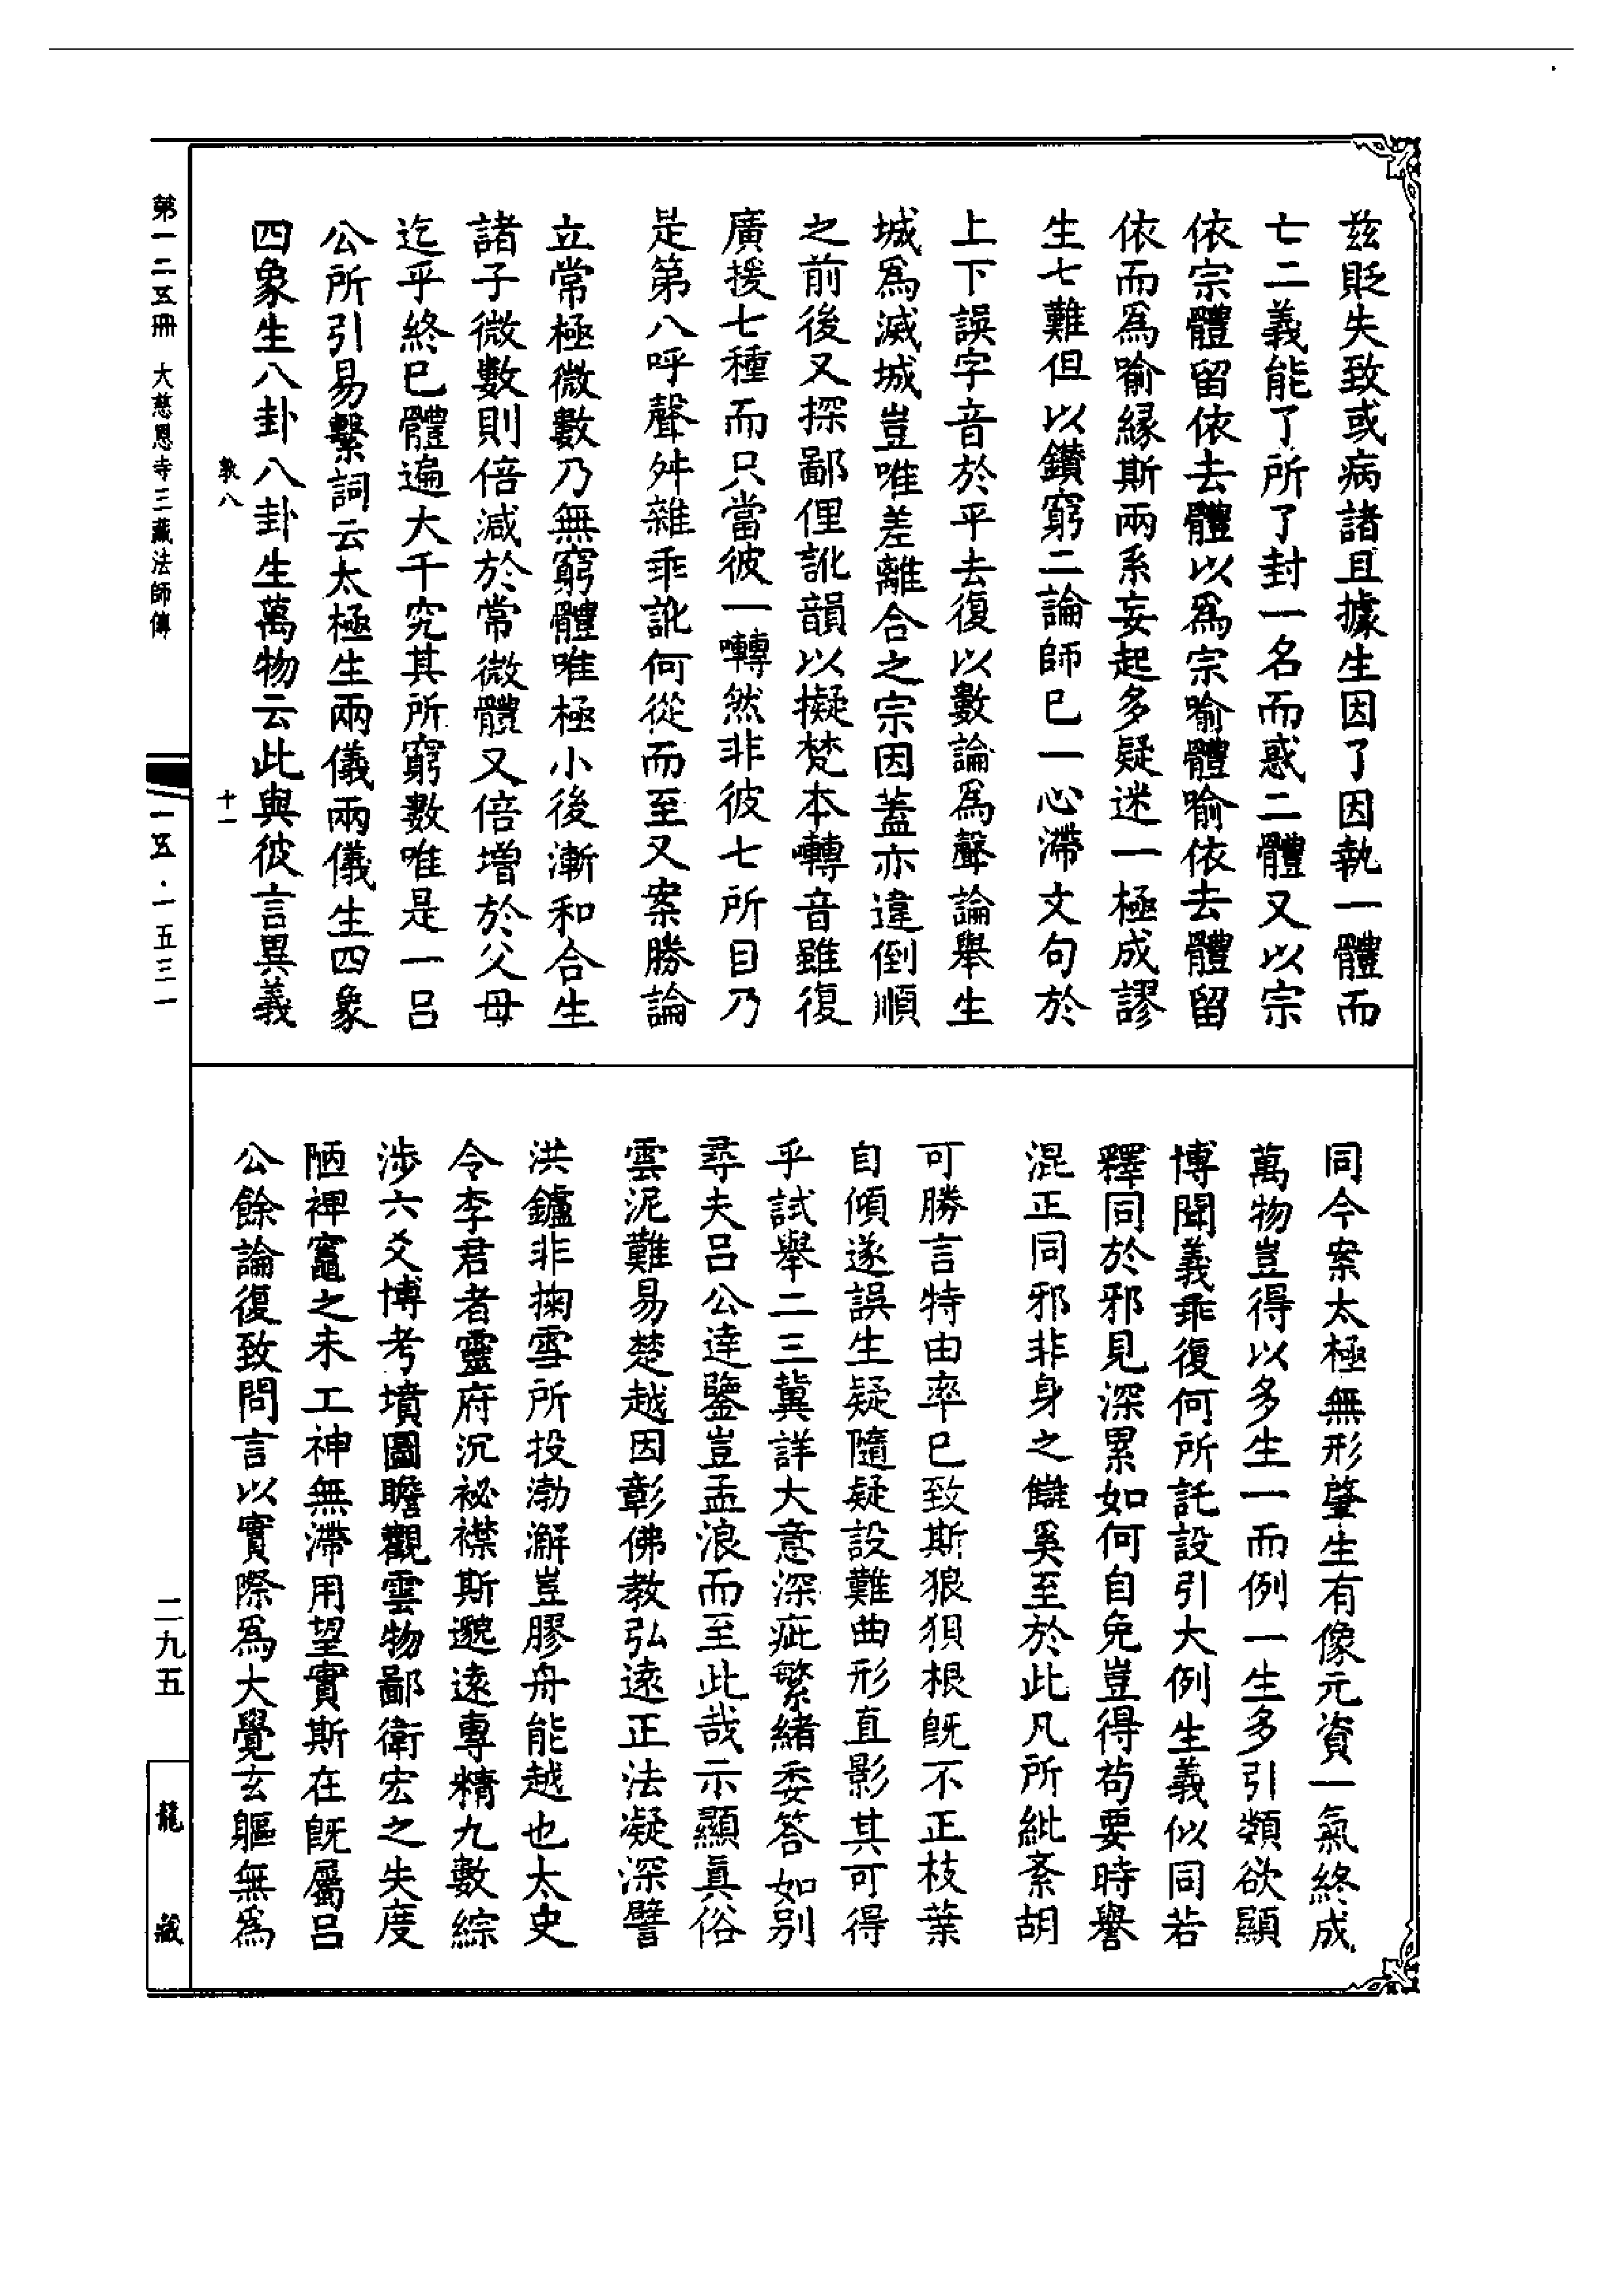 茲貶失致或病諸且據生因了因執一體而
七二義能了所了封一名而惑二體又以宗
依宗體留依去體以爲宗喻體喻依去體留
依而爲喻緣斯兩系妄起多疑迷一極成謬
生七難但以鑽窮二論師已一心滯文句於
上下誤字音於平去復以數論爲聲論舉生
城爲滅城豈唯差離合之宗因蓋亦違倒順
之前後又探鄙俚訛韻以擬梵本囀音雖復
廣援七種而只當彼一囀然非彼七所目乃
是第八呼聲舛雜乖訛何從而至又案勝論
立常極微數乃無窮體唯極小後漸和合生
諸子微數則倍減於常微體又倍增於父母
迄乎終已體遍大千究其所窮數唯是一呂
公所引易繫詞云太極生兩儀兩儀生四象
四象生八卦八卦生萬物云此與彼言異義
敦八
十一
同今案太極無形肇生有像元資一氣終成
萬物豈得以多生一而例一生多引類欲顯
博聞義乖復何所託設引大例生義似同若
釋同於邪見深累如何自免豈得苟要時譽
混正同邪非身之讎奚至於此凡所紕紊胡
可勝言特由率已致斯狼狽根既不正枝葉
自傾遂誤生疑隨疑設難曲形直影其可得
乎試舉二三冀詳大意深疵繁緒委答如別
尋夫呂公達鑒豈孟浪而至此哉示顯真俗
雲泥難易楚越因彰佛教弘遠正法凝深譬
洪鑪非掬雪所投渤澥豈膠舟能越也太史
令李君者靈府沉祕襟期邈遠專精九數綜
涉六爻博考墳圖瞻觀雲物鄙衛宏之失度
陋裨竈之未工神無滯用望實斯在既屬呂
公餘論復致問言以實際爲大覺玄軀無爲
第一二五冊 大慈恩寺三藏法師傳
一五・一五三一
二九五
龍藏